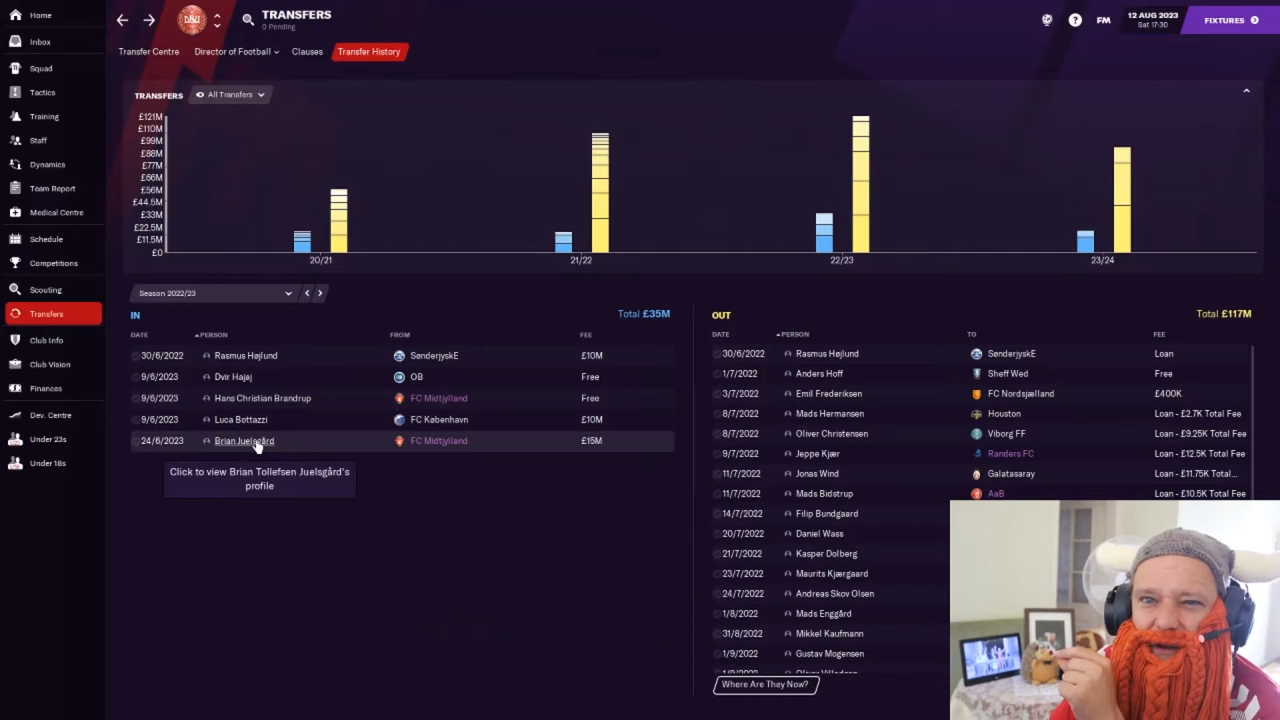 Home
Inbox
Squad
Tactics
Training
Staff
Dynamics
Team Report
Medical Centre
Schedule
Competitions
Scouting
Transfers
Club Info
Club Vision
Finances
Dev. Centre
Under 23s
Under 18s
DBU
TRANSFERS
0 Pending
? FM
12 AUG 2023
Sat 17:30
FIXTURES
Transfer Centre Director of Football Clauses Transfer History
TRANSFERS All Transfers
£121M
£110M
£99M
£88M
£77M
£66M
£56M
£44.5M
£33M
£22.5M
£11.5M
£0
20/21 21/22 22/23 23/24
Season 2022/23
IN Total £35M
DATE PERSON FROM FEE
30/6/2022 Rasmus Højlund SønderjyskE £10M
9/6/2023 Dvir Hajaj OB Free
9/6/2023 Hans Christian Brandrup FC Midtjylland Free
9/6/2023 Luca Bottazzi FC København £10M
24/6/2023 Brian Juelsgård FC Midtjylland £15M
Click to view Brian Tollefsen Juelsgård's
profile
OUT Total £117M
DATE PERSON TO FEE
30/6/2022 Rasmus Højlund SønderjyskE Loan
1/7/2022 Anders Hoff Sheff Wed Free
3/7/2022 Emil Frederiksen FC Nordsjælland £400K
8/7/2022 Mads Hermansen Houston Loan - £2.7K Total Fee
8/7/2022 Oliver Christensen Viborg FF Loan - £9.25K Total Fee
9/7/2022 Jeppe Kjær Randers FC Loan - £12.5K Total Fee
11/7/2022 Jonas Wind Galatasaray Loan - £11.75K Total...
11/7/2022 Mads Bidstrup AaB Loan - £10.5K Total Fee
14/7/2022 Filip Bundgaard
20/7/2022 Daniel Wass
21/7/2022 Kasper Dolberg
23/7/2022 Maurits Kjærgaard
24/7/2022 Andreas Skov Olsen
1/8/2022 Mads Enggård
31/8/2022 Mikkel Kaufmann
1/9/2022 Gustav Mogensen
Where Are They Now?